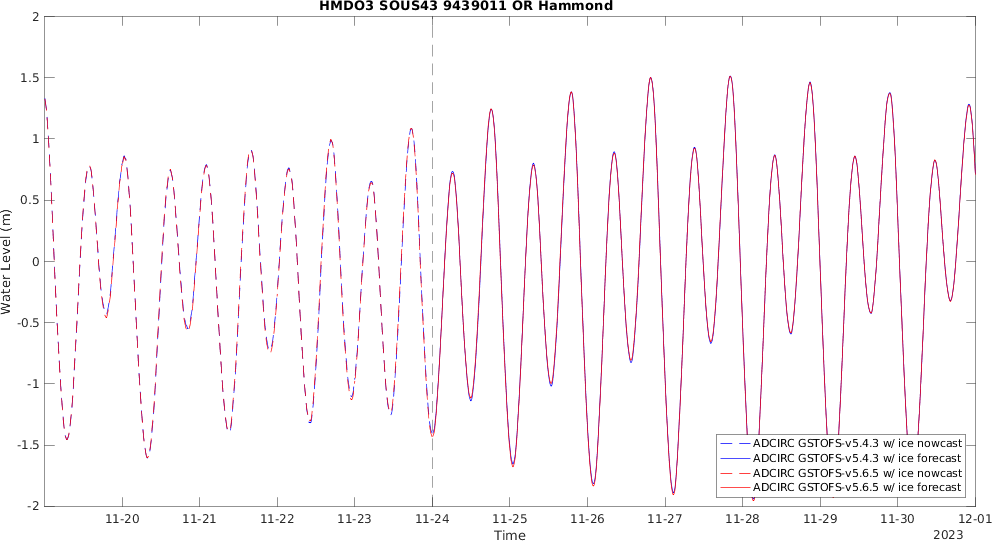 HMDO3 SOUS43 9439011 OR Hammond
2
1.5
1
0.5
0
-0.5
-1
-1.5
-2
Water Level (m)
ADCIRC GSTOFS-v5.4.3 w/ ice nowcast
ADCIRC GSTOFS-v5.4.3 w/ ice forecast
ADCIRC GSTOFS-v5.6.5 w/ ice nowcast
ADCIRC GSTOFS-v5.6.5 w/ ice forecast
11-20 11-21 11-22 11-23 11-24 11-25 11-26 11-27 11-28 11-29 11-30 12-01
Time
2023